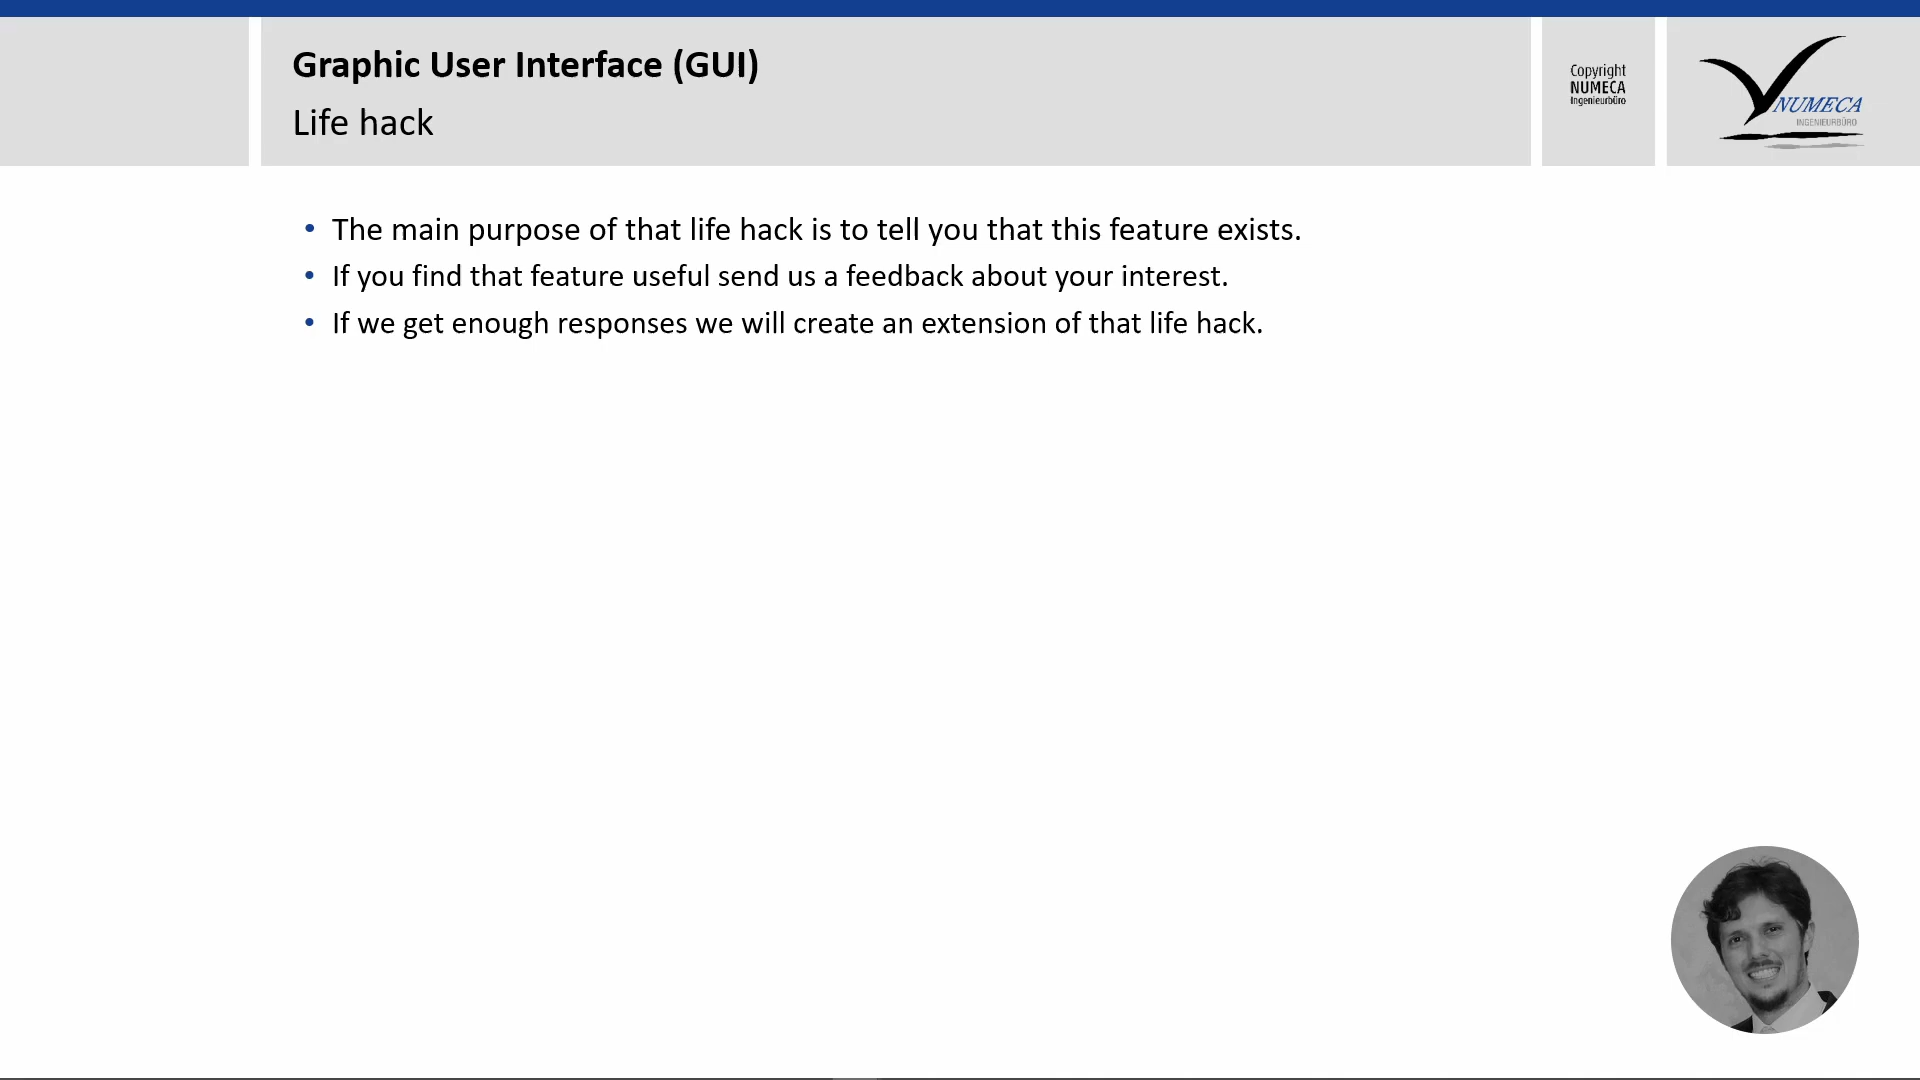 Graphic User Interface (GUI)
Life hack
Copyright
NUMECA
Ingenieurbüro
NUMECA
INGENIEURBÜRO
• The main purpose of that life hack is to tell you that this feature exists.
• If you find that feature useful send us a feedback about your interest.
• If we get enough responses we will create an extension of that life hack.